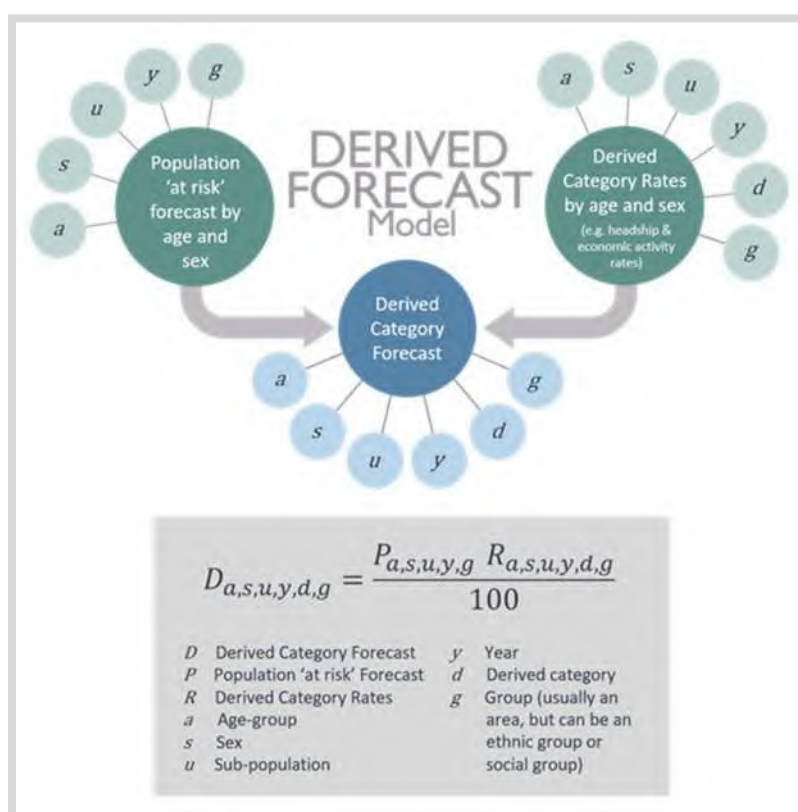 a
s
u
y
g
Population
‘at risk’
forecast by
age and
sex
DERIVED
FORECAST
Model
a
s
u
y
d
g
Derived
Category Rates
by age and sex
(e.g. headship &
economic activity
rates)
Derived
Category
Forecast
a
s
u
y
d
g
D a,s,u,y,d,g = P a,s,u,y,g R a,s,u,y,d,g / 100
D Derived Category Forecast
P Population ‘at risk’ Forecast
R Derived Category Rates
a Age-group
s Sex
u Sub-population
y Year
d Derived category
g Group (usually an
area, but can be an
ethnic group or
social group)